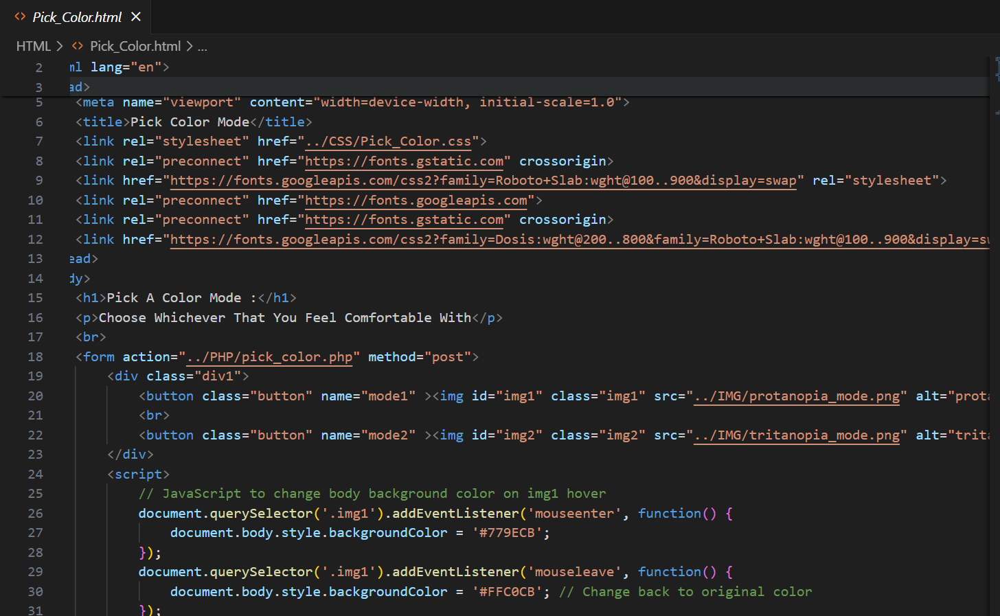 Pick_Color.html
HTML > Pick_Color.html > ...
2 ml lang="en">
3 ad>
5 <meta name="viewport" content="width=device-width, initial-scale=1.0">
6 <title>Pick Color Mode</title>
7 <link rel="stylesheet" href="../CSS/Pick_Color.css">
8 <link rel="preconnect" href="https://fonts.gstatic.com" crossorigin>
9 <link href="https://fonts.googleapis.com/css2?family=Roboto+Slab:wght@100..900&display=swap" rel="stylesheet">
10 <link rel="preconnect" href="https://fonts.googleapis.com">
11 <link rel="preconnect" href="https://fonts.gstatic.com" crossorigin>
12 <link href="https://fonts.googleapis.com/css2?family=Dosis:wght@200..800&family=Roboto+Slab:wght@100..900&display=sw
13 ead>
14 dy>
15 <h1>Pick A Color Mode :</h1>
16 <p>Choose Whichever That You Feel Comfortable With</p>
17 <br>
18 <form action="../PHP/pick_color.php" method="post">
19 <div class="div1">
20 <button class="button" name="mode1" ><img id="img1" class="img1" src="../IMG/protanopia_mode.png" alt="prota
21 <br>
22 <button class="button" name="mode2" ><img id="img2" class="img2" src="../IMG/tritanopia_mode.png" alt="trita
23 </div>
24 <script>
25 // JavaScript to change body background color on img1 hover
26 document.querySelector('.img1').addEventListener('mouseenter', function() {
27 document.body.style.backgroundColor = '#779ECB';
28 });
29 document.querySelector('.img1').addEventListener('mouseleave', function() {
30 document.body.style.backgroundColor = '#FFC0CB'; // Change back to original color
31 });